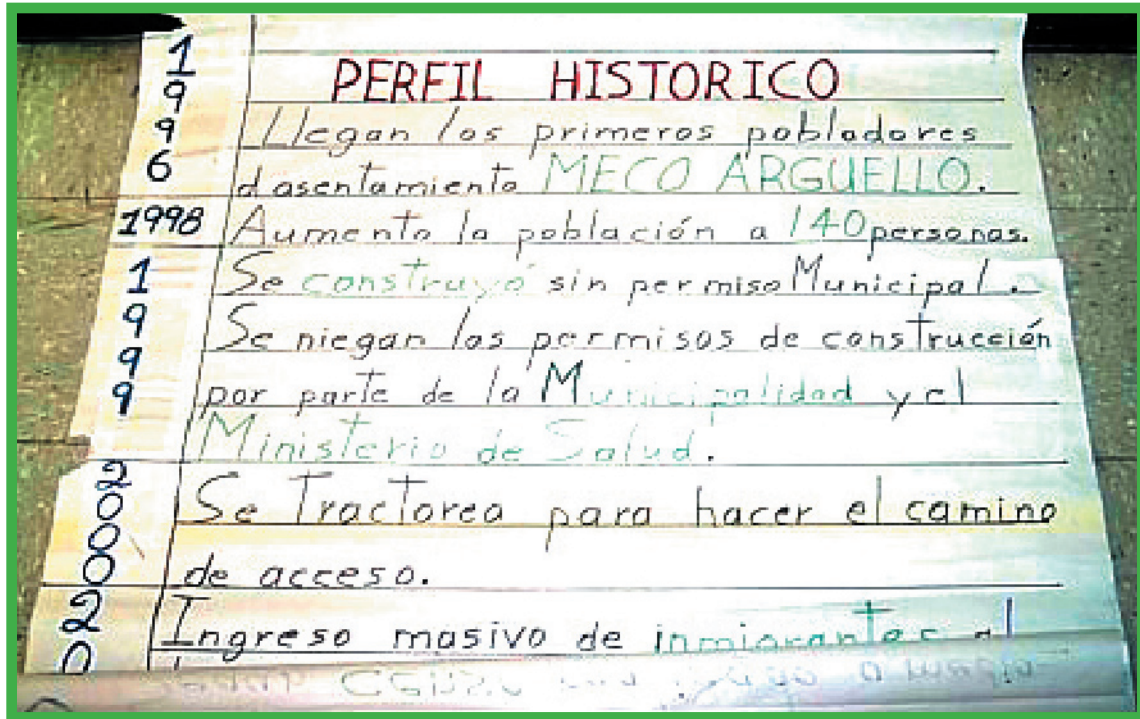 PERFIL HISTORICO
1996 Llegan los primeros pobladores
d asentamiento MECO ARGUELLO.
1998 Aumento la población a 140 personas.
1999 Se construyó sin permiso Municipal.
Se niegan los permisos de construcción
por parte de la Municipalidad y el
Ministerio de Salud.
2000 Se Tractorea para hacer el camino
de acceso.
20 Ingreso masivo de inmigrantes al